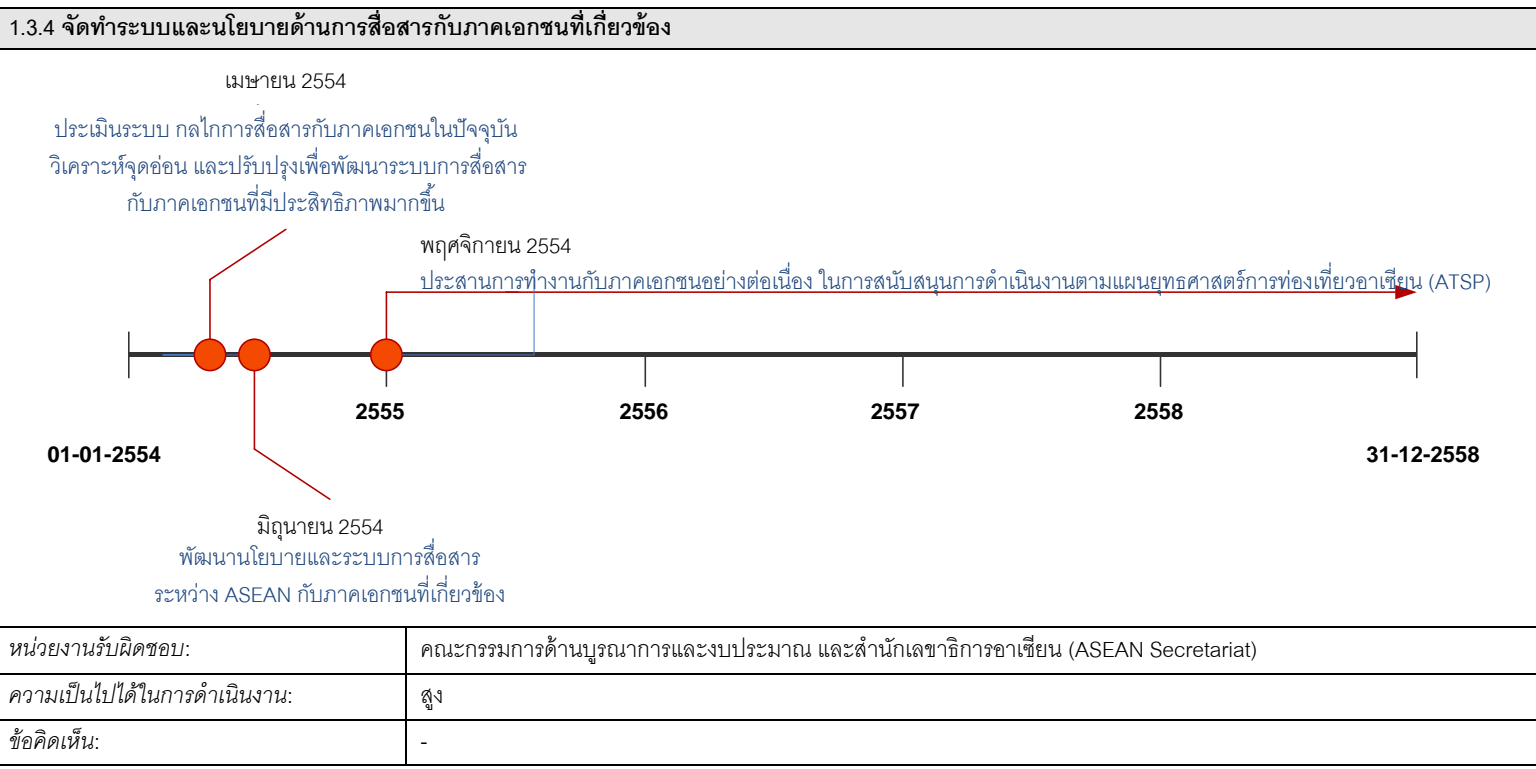 1.3.4 จัดทำระบบและนโยบายด้านการสื่อสารกับภาคเอกชนที่เกี่ยวข้อง
เมษายน 2554
ประเมินระบบ กลไกการสื่อสารกับภาคเอกชนในปัจจุบัน
วิเคราะห์จุดอ่อน และปรับปรุงเพื่อพัฒนาระบบการสื่อสาร
กับภาคเอกชนที่มีประสิทธิภาพมากขึ้น
พฤศจิกายน 2554
ประสานการทำงานกับภาคเอกชนอย่างต่อเนื่อง ในการสนับสนุนการดำเนินงานตามแผนยุทธศาสตร์การท่องเที่ยวอาเซียน (ATSP)
2555
2556
2557
2558
01-01-2554
31-12-2558
มิถุนายน 2554
พัฒนานโยบายและระบบการสื่อสาร
ระหว่าง ASEAN กับภาคเอกชนที่เกี่ยวข้อง
หน่วยงานรับผิดชอบ: คณะกรรมการด้านบูรณาการและงบประมาณ และสำนักเลขาธิการอาเซียน (ASEAN Secretariat)
ความเป็นไปได้ในการดำเนินงาน: สูง
ข้อคิดเห็น: -